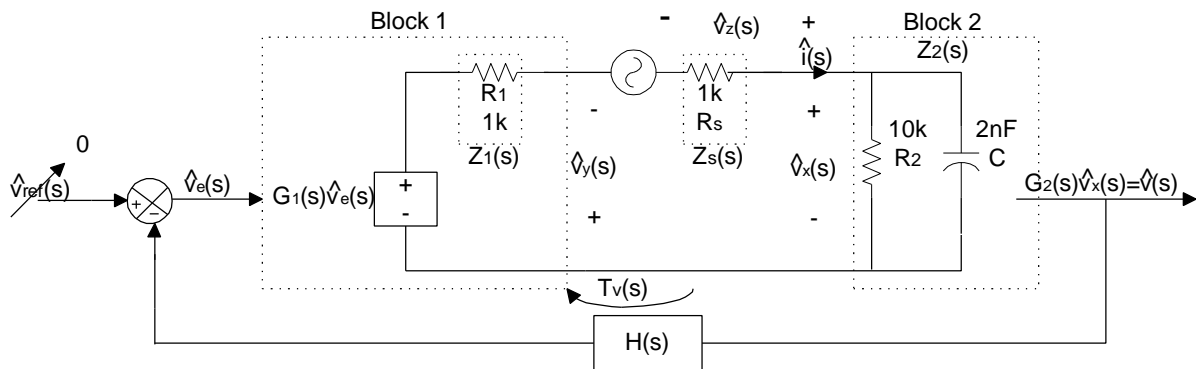 Block 1
- v̂z(s) +
î(s)
Block 2
Z2(s)
0
v̂ref(s)
+
−
v̂e(s)
G1(s)v̂e(s)
+
-
R1
1k
Z1(s)
-
v̂y(s)
+
1k
Rs
Zs(s)
+
v̂x(s)
-
10k
R2
2nF
C
G2(s)v̂x(s)=v̂(s)
Tv(s)
H(s)